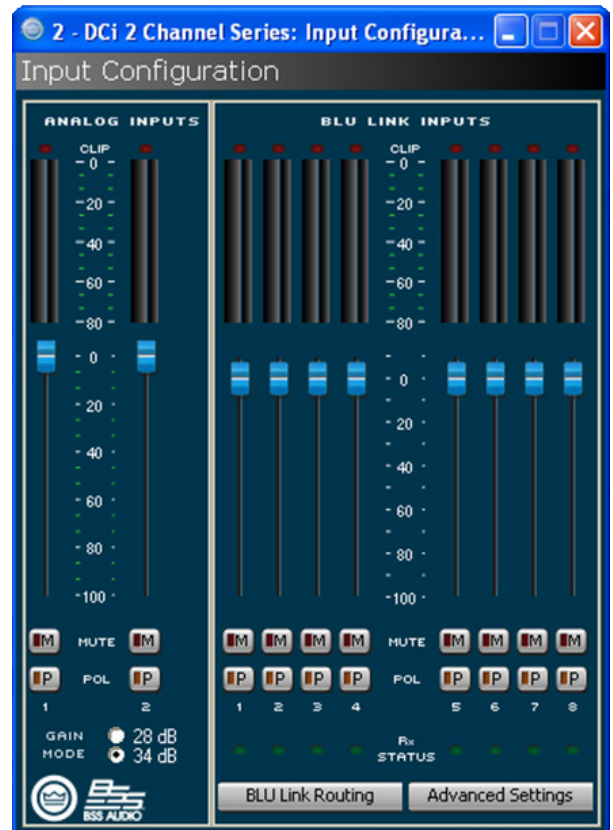 2 - DCi 2 Channel Series: Input Configura...
Input Configuration
ANALOG INPUTS
CLIP
0
20
40
60
80
0
20
40
60
80
100
M MUTE M
P POL P
1 2
GAIN MODE
28 dB
34 dB
BSS AUDIO
BLU LINK INPUTS
CLIP
0
20
40
60
80
0
20
40
60
80
100
M M M M MUTE M M M M
P P P P POL P P P P
1 2 3 4 5 6 7 8
Rx
STATUS
BLU Link Routing
Advanced Settings